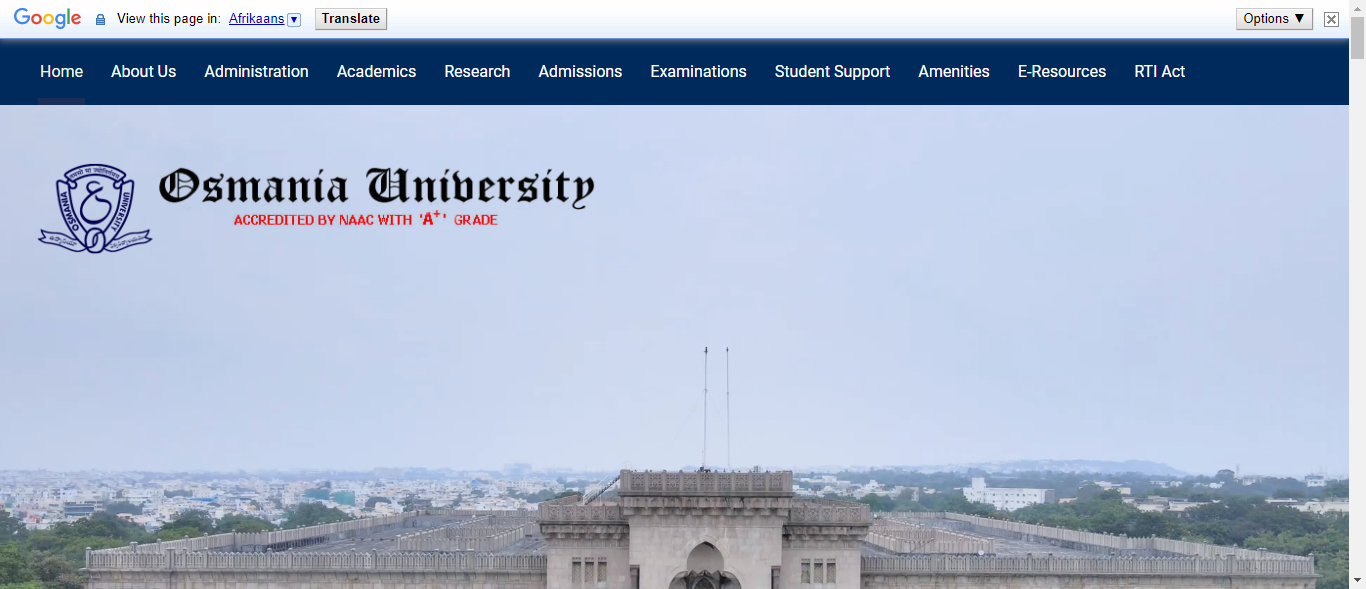 Google View this page in: Afrikaans ▼ Translate Options ▼
Home About Us Administration Academics Research Admissions Examinations Student Support Amenities E-Resources RTI Act
Osmania University
ACCREDITED BY NAAC WITH 'A+' GRADE
OSMANIA UNIVERSITY